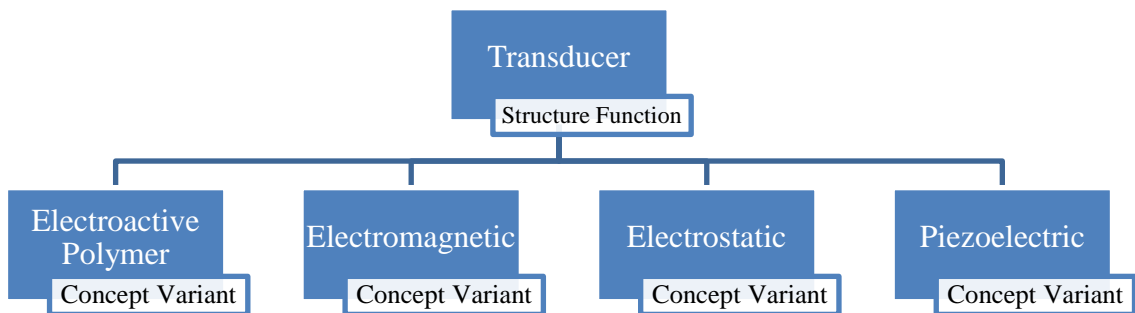 Transducer
Structure Function
Electroactive
Polymer
Concept Variant
Electromagnetic
Concept Variant
Electrostatic
Concept Variant
Piezoelectric
Concept Variant